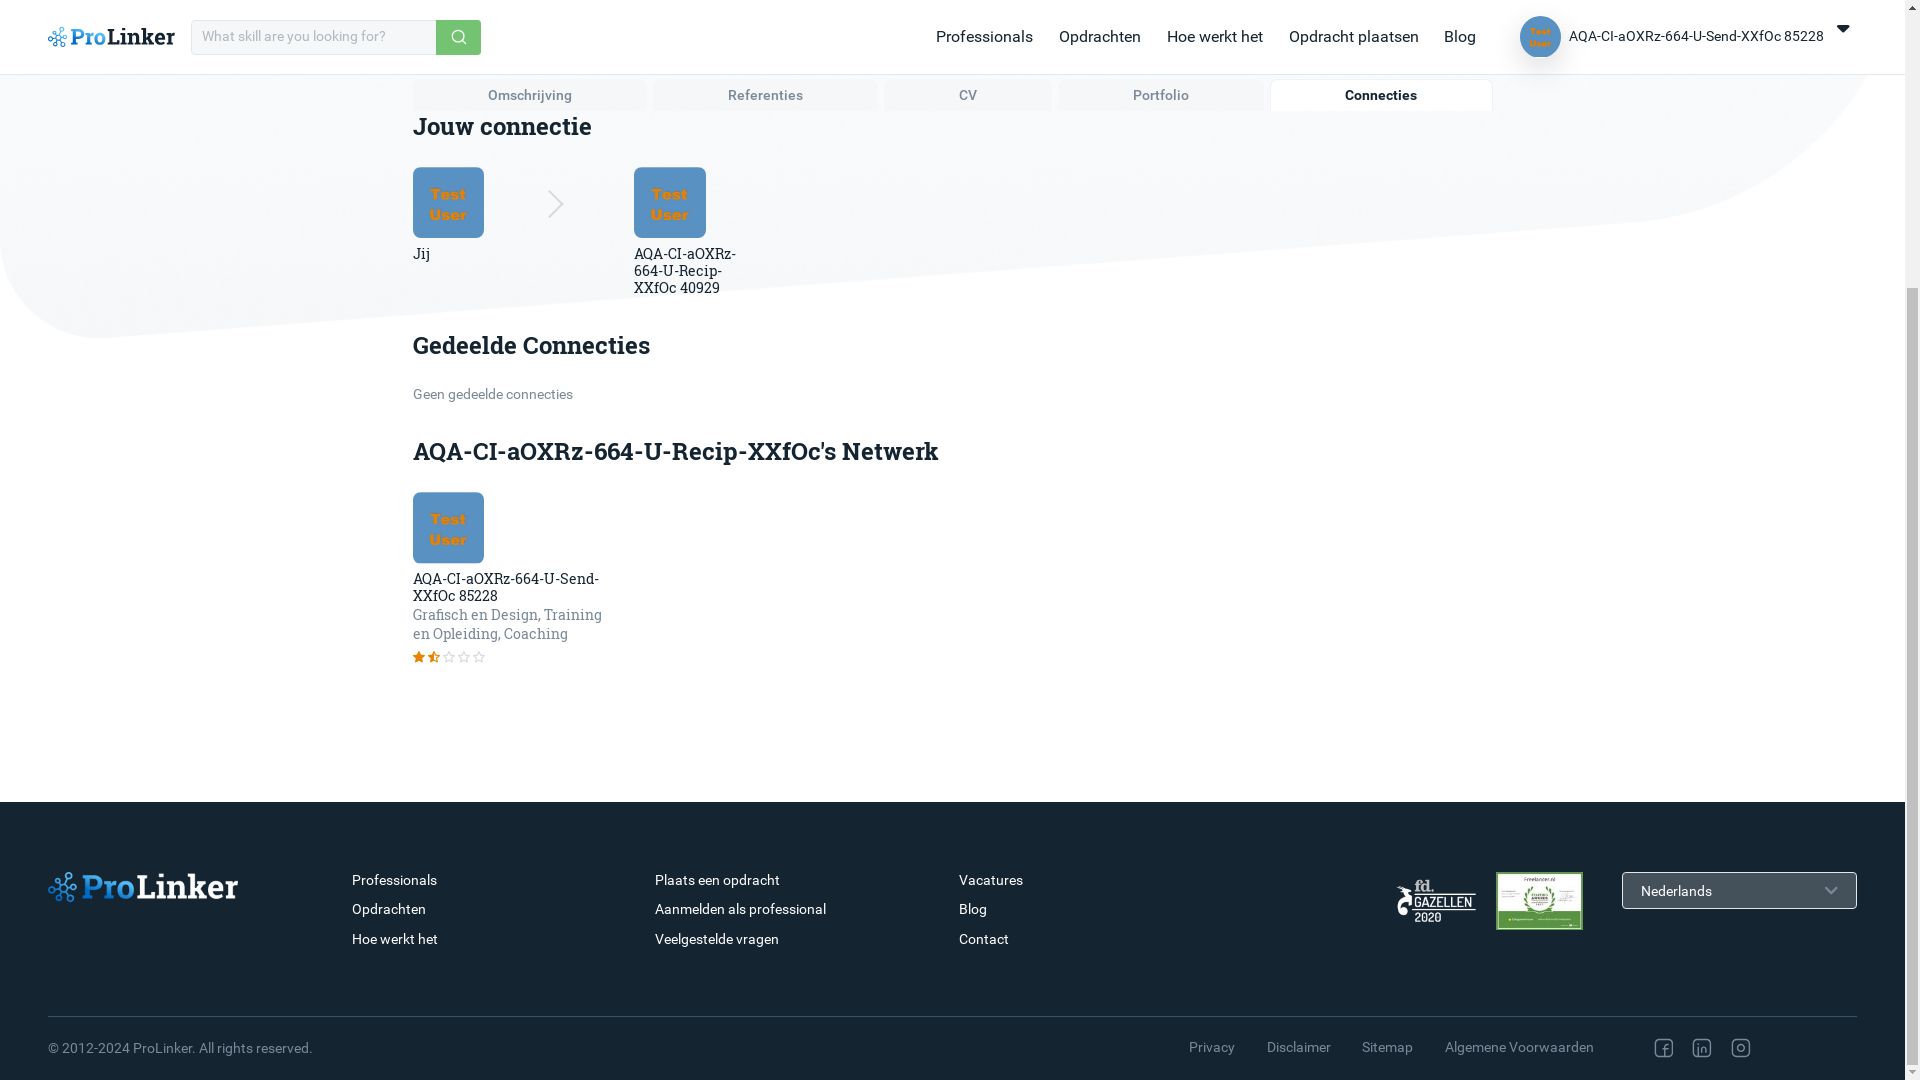 ProLinker
What skill are you looking for?
Professionals
Opdrachten
Hoe werkt het
Opdracht plaatsen
Blog
Test
User
AQA-CI-aOXRz-664-U-Send-XXfOc 85228
Omschrijving
Referenties
CV
Portfolio
Connecties
Jouw connectie
Test
User
Jij
Test
User
AQA-CI-aOXRz-
664-U-Recip-
XXfOc 40929
Gedeelde Connecties
Geen gedeelde connecties
AQA-CI-aOXRz-664-U-Recip-XXfOc's Netwerk
Test
User
AQA-CI-aOXRz-664-U-Send-
XXfOc 85228
Grafisch en Design, Training
en Opleiding, Coaching
ProLinker
Professionals
Opdrachten
Hoe werkt het
Plaats een opdracht
Aanmelden als professional
Veelgestelde vragen
Vacatures
Blog
Contact
fd.
GAZELLEN
2020
Freelancer.nl
Nederlands
© 2012-2024 ProLinker. All rights reserved.
Privacy
Disclaimer
Sitemap
Algemene Voorwaarden